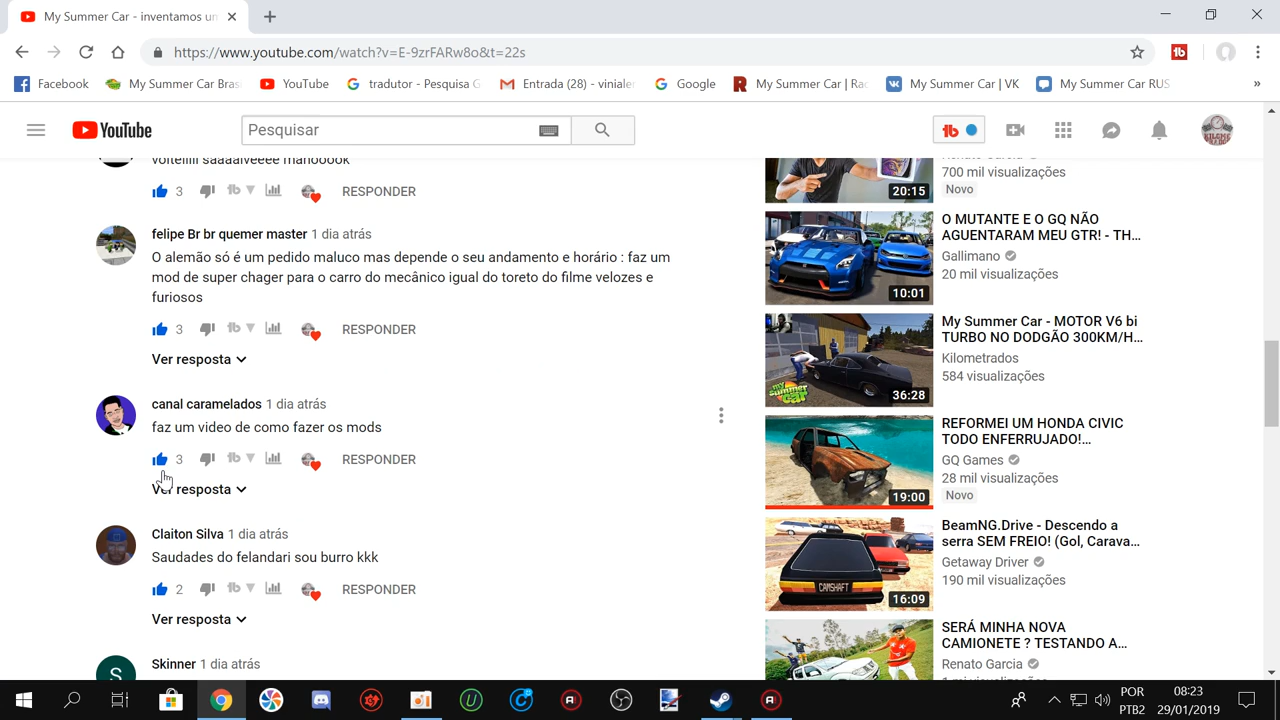 My Summer Car - inventamos um
https://www.youtube.com/watch?v=E-9zrFARw8o&t=22s
Facebook
My Summer Car Bras
YouTube
tradutor - Pesquisa G
Entrada (28) - viniale
Google
My Summer Car | Rac
My Summer Car | VK
My Summer Car RUS
»
YouTube
Pesquisar
volteiiiii saaaalveeee manooook
3
RESPONDER
felipe Br br quemer master 1 dia atrás
O alemão só é um pedido maluco mas depende o seu andamento e horário : faz um
mod de super chager para o carro do mecânico igual do toreto do filme velozes e
furiosos
3
RESPONDER
Ver resposta
canal caramelados 1 dia atrás
faz um video de como fazer os mods
3
RESPONDER
Ver resposta
Claiton Silva 1 dia atrás
Saudades do felandari sou burro kkk
2
RESPONDER
Ver resposta
S
Skinner 1 dia atrás
Renato Garcia
700 mil visualizações
Novo
20:15
O MUTANTE E O GQ NÃO
AGUENTARAM MEU GTR! - TH...
Gallimano
20 mil visualizações
10:01
My Summer Car - MOTOR V6 bi
TURBO NO DODGÃO 300KM/H...
Kilometrados
584 visualizações
my
summer
car
36:28
REFORMEI UM HONDA CIVIC
TODO ENFERRUJADO!...
GQ Games
28 mil visualizações
Novo
19:00
BeamNG.Drive - Descendo a
serra SEM FREIO! (Gol, Carava...
Getaway Driver
190 mil visualizações
CAMSHAFT
16:09
SERÁ MINHA NOVA
CAMIONETE ? TESTANDO A...
Renato Garcia
POR
PTB2
08:23
29/01/2019